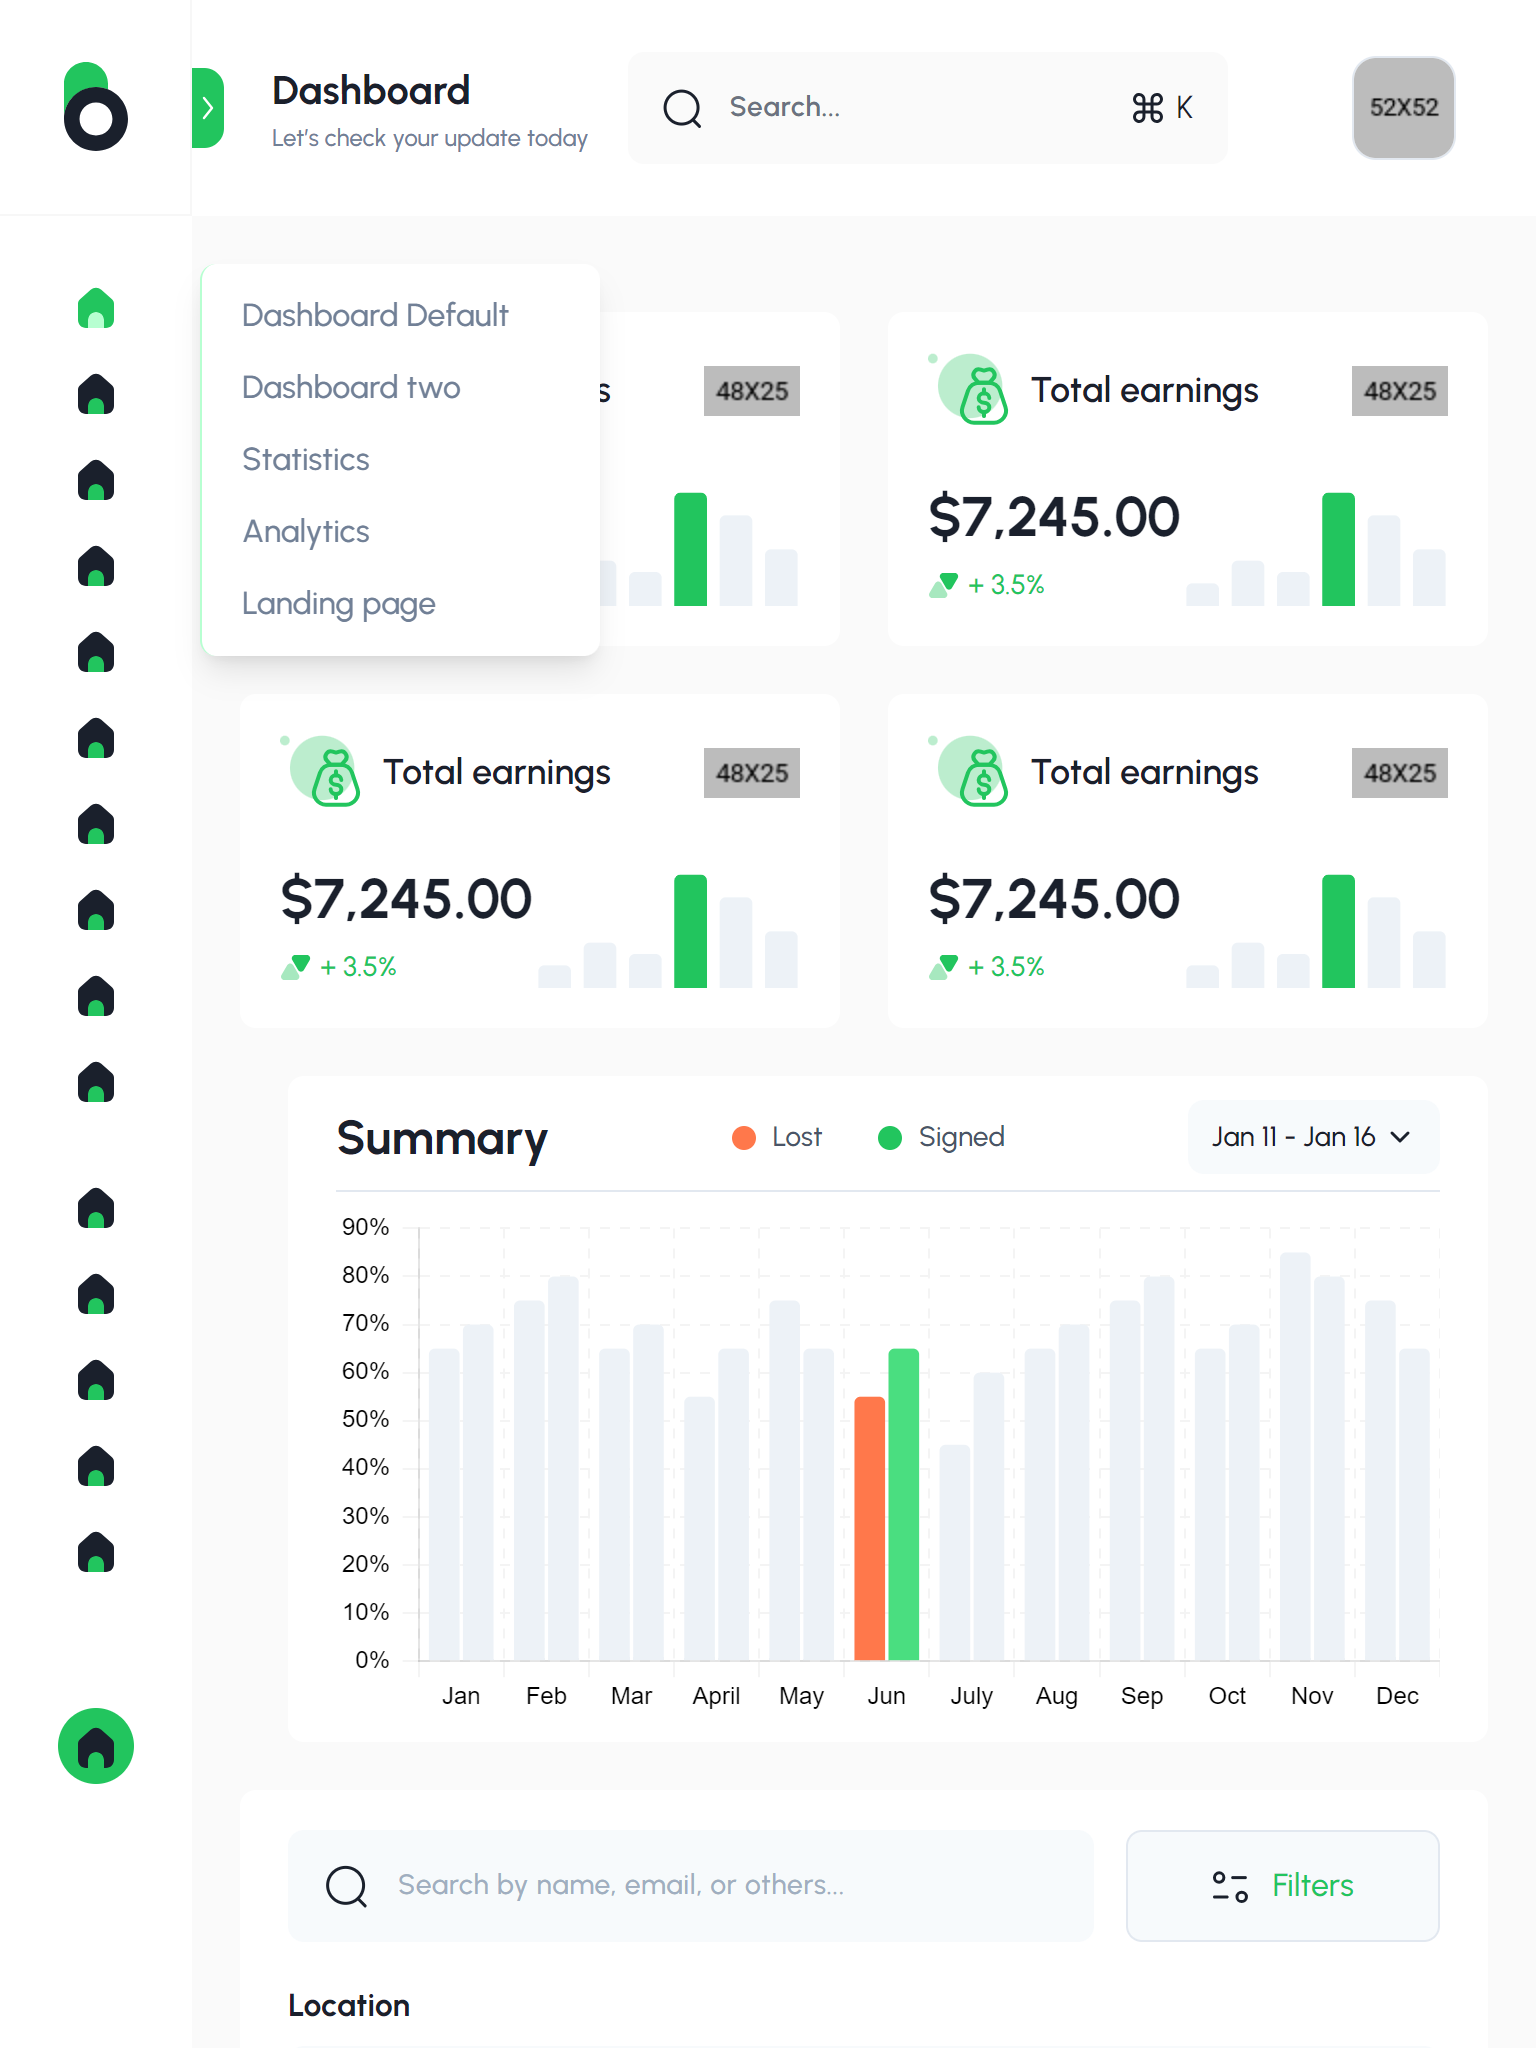 Dashboard
Let's check your update today
Search...
⌘ K
52X52
Dashboard Default
Dashboard two
Statistics
Analytics
Landing page
s
48X25
Total earnings
48X25
$7,245.00
+ 3.5%
Total earnings
48X25
$7,245.00
+ 3.5%
Total earnings
48X25
$7,245.00
+ 3.5%
Summary
Lost
Signed
Jan 11 - Jan 16
90%
80%
70%
60%
50%
40%
30%
20%
10%
0%
Jan Feb Mar April May Jun July Aug Sep Oct Nov Dec
Search by name, email, or others...
Filters
Location